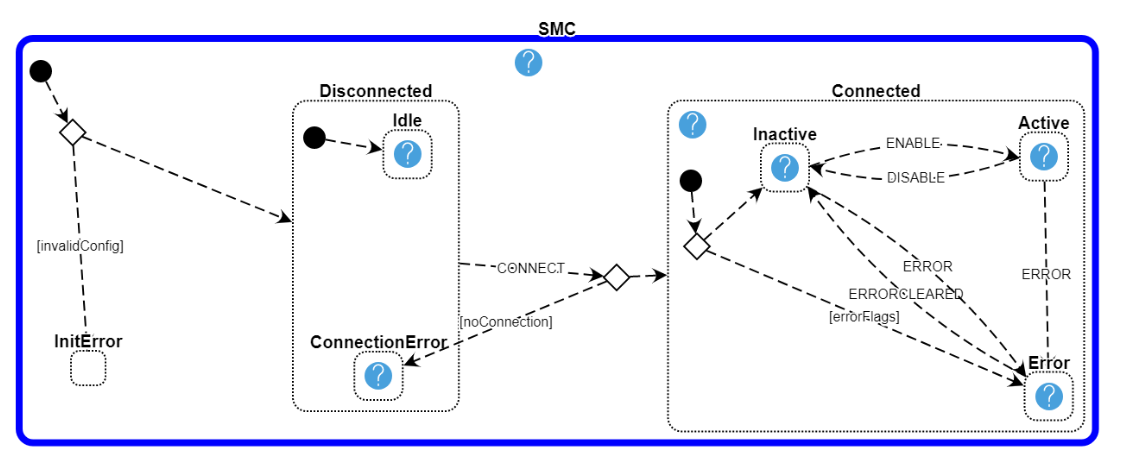 SMC
Disconnected
Connected
Idle
Inactive
Active
ENABLE
DISABLE
[invalidConfig]
CONNECT
ERROR
ERROR
ERRORCLEARED
[noConnection]
[errorFlags]
InitError
ConnectionError
Error
?
?
?
?
?
?
?